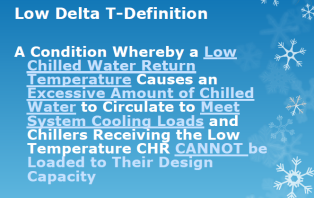 Low Delta T-Definition
A Condition Whereby a Low
Chilled Water Return
Temperature Causes an
Excessive Amount of Chilled
Water to Circulate to Meet
System Cooling Loads and
Chillers Receiving the Low
Temperature CHR CANNOT be
Loaded to Their Design
Capacity